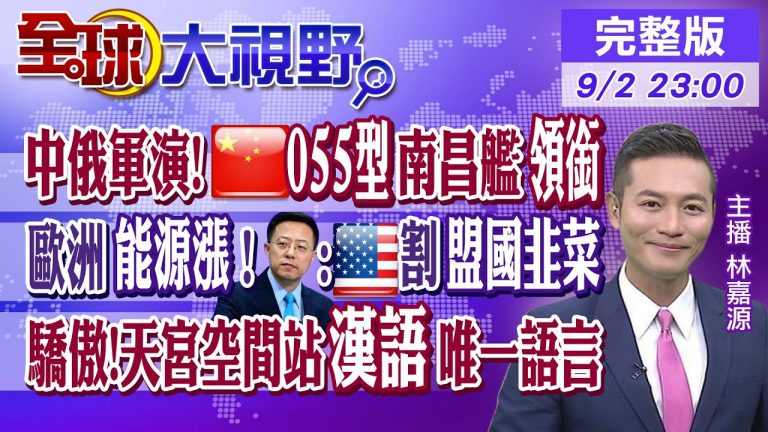 全球大視野
完整版
9/2 23:00
中俄軍演! 055型 南昌艦 領銜
歐洲 能源漲! :割 盟國韭菜
驕傲!天宮空間站 漢語 唯一語言
主播 林嘉源